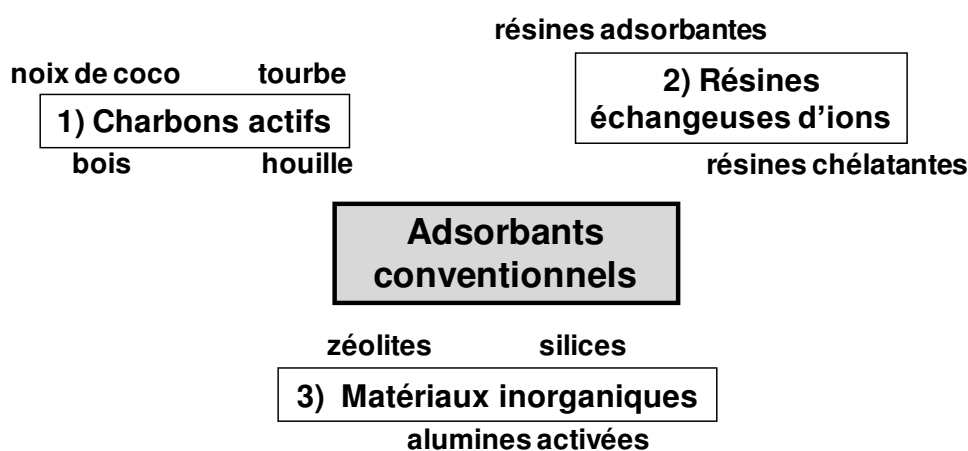 résines adsorbantes
noix de coco tourbe
1) Charbons actifs
bois houille
2) Résines
échangeuses d'ions
résines chélatantes
Adsorbants
conventionnels
zéolites silices
3) Matériaux inorganiques
alumines activées